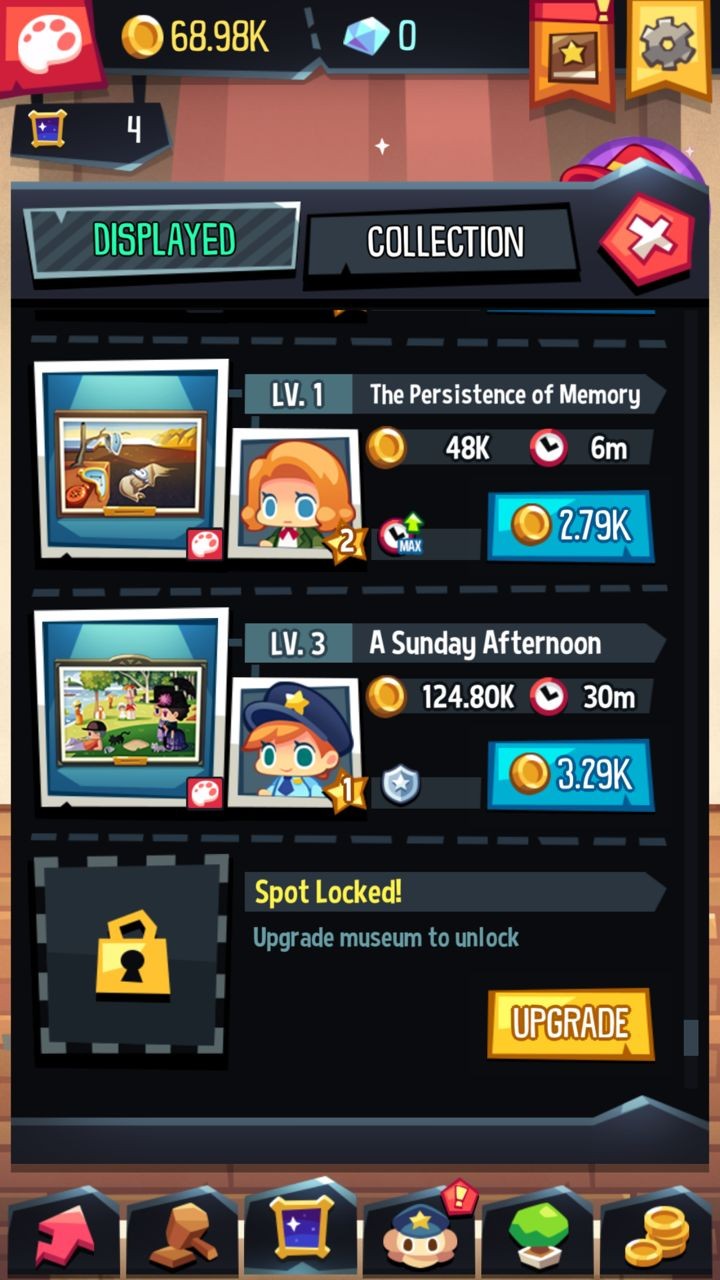 68.98K
0
4
DISPLAYED
COLLECTION
LV. 1 The Persistence of Memory
48K 6m
2 MAX 2.79K
LV. 3 A Sunday Afternoon
124.80K 30m
1 3.29K
Spot Locked!
Upgrade museum to unlock
UPGRADE